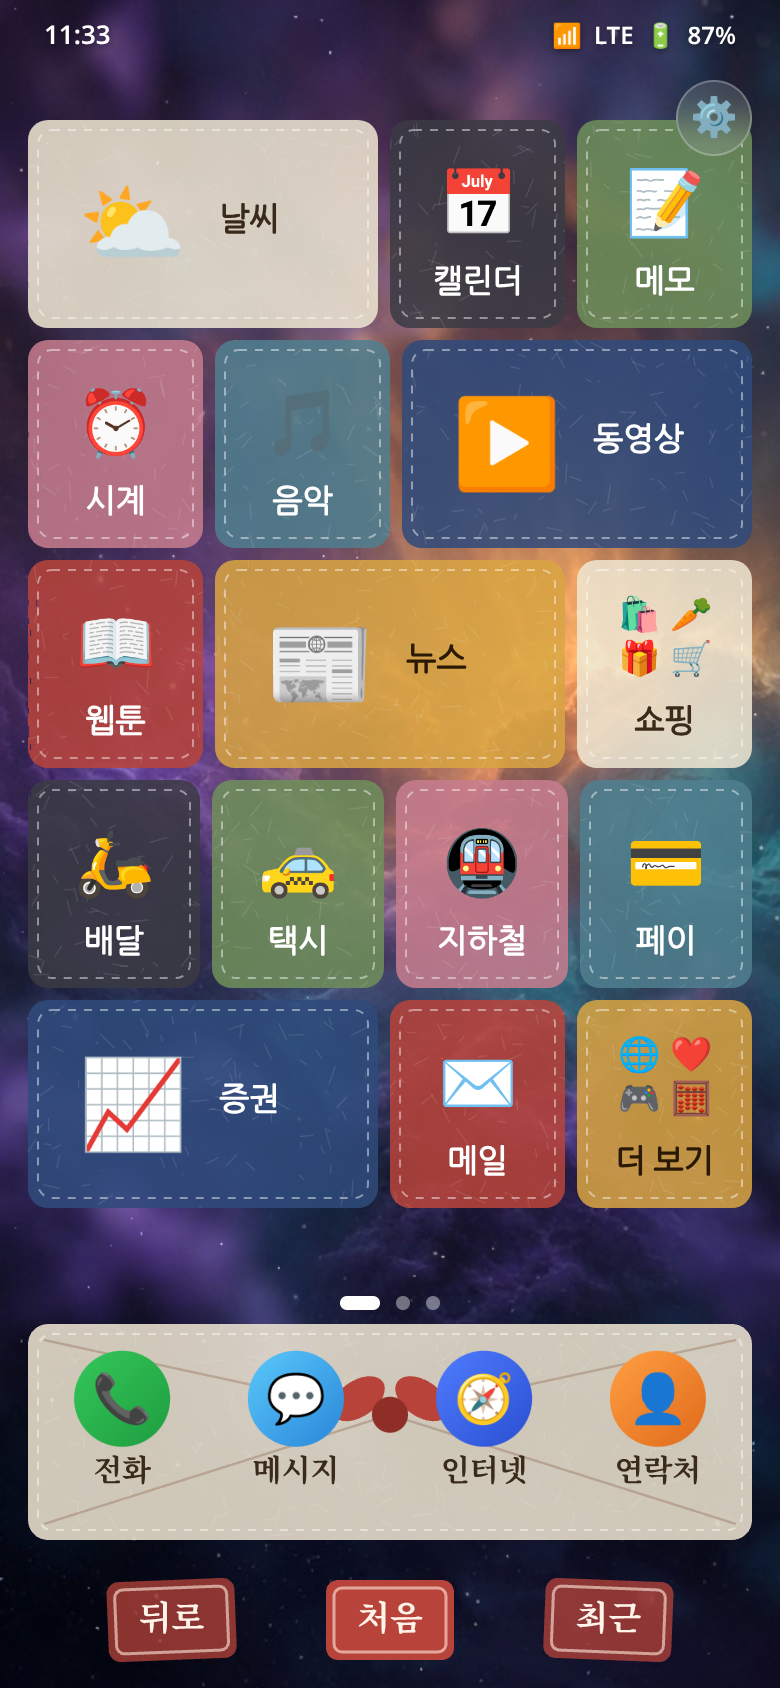 11:33
LTE 87%
날씨
July
17
캘린더
메모
시계
음악
동영상
웹툰
뉴스
쇼핑
배달
택시
지하철
페이
증권
메일
더 보기
전화
메시지
인터넷
연락처
뒤로
처음
최근